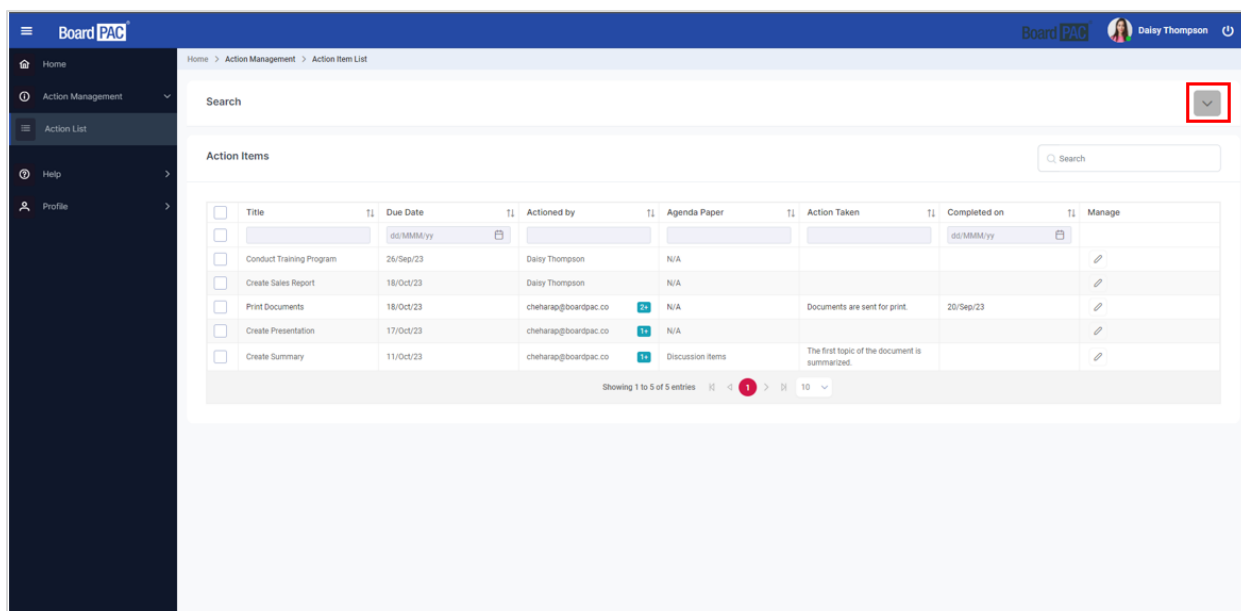 Board PAC
Board PAC
Daisy Thompson
Home
Action Management
Action List
Help
Profile
Home > Action Management > Action Item List
Search
Action Items
Search
Title Due Date Actioned by Agenda Paper Action Taken Completed on Manage
dd/MMM/yy dd/MMM/yy
Conduct Training Program 26/Sep/23 Daisy Thompson N/A
Create Sales Report 18/Oct/23 Daisy Thompson N/A
Print Documents 18/Oct/23 cheharap@boardpac.co 2+ N/A Documents are sent for print. 20/Sep/23
Create Presentation 17/Oct/23 cheharap@boardpac.co 1+ N/A
Create Summary 11/Oct/23 cheharap@boardpac.co 1+ Discussion items The first topic of the document is
summarized.
Showing 1 to 5 of 5 entries 1 10